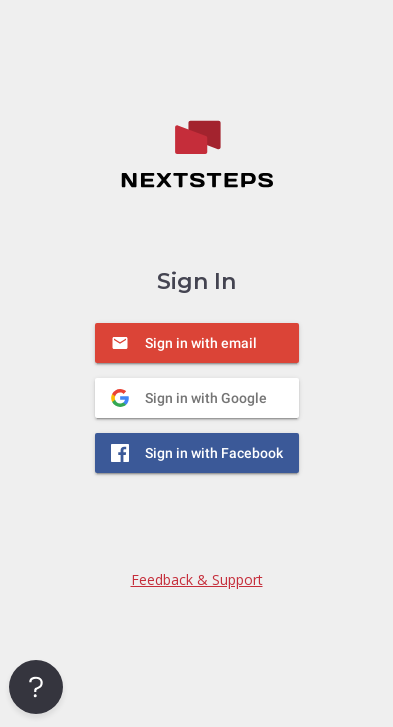 NEXTSTEPS
Sign In
Sign in with email
Sign in with Google
Sign in with Facebook
Feedback & Support
?